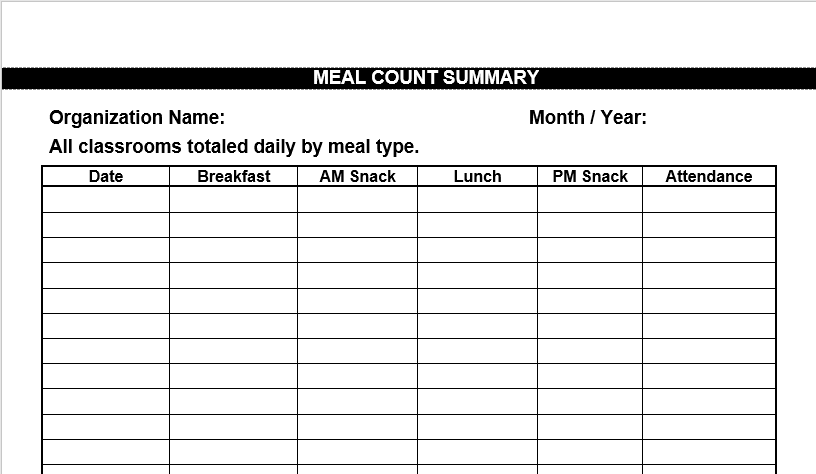 MEAL COUNT SUMMARY
Organization Name: Month / Year:
All classrooms totaled daily by meal type.
Date Breakfast AM Snack Lunch PM Snack Attendance